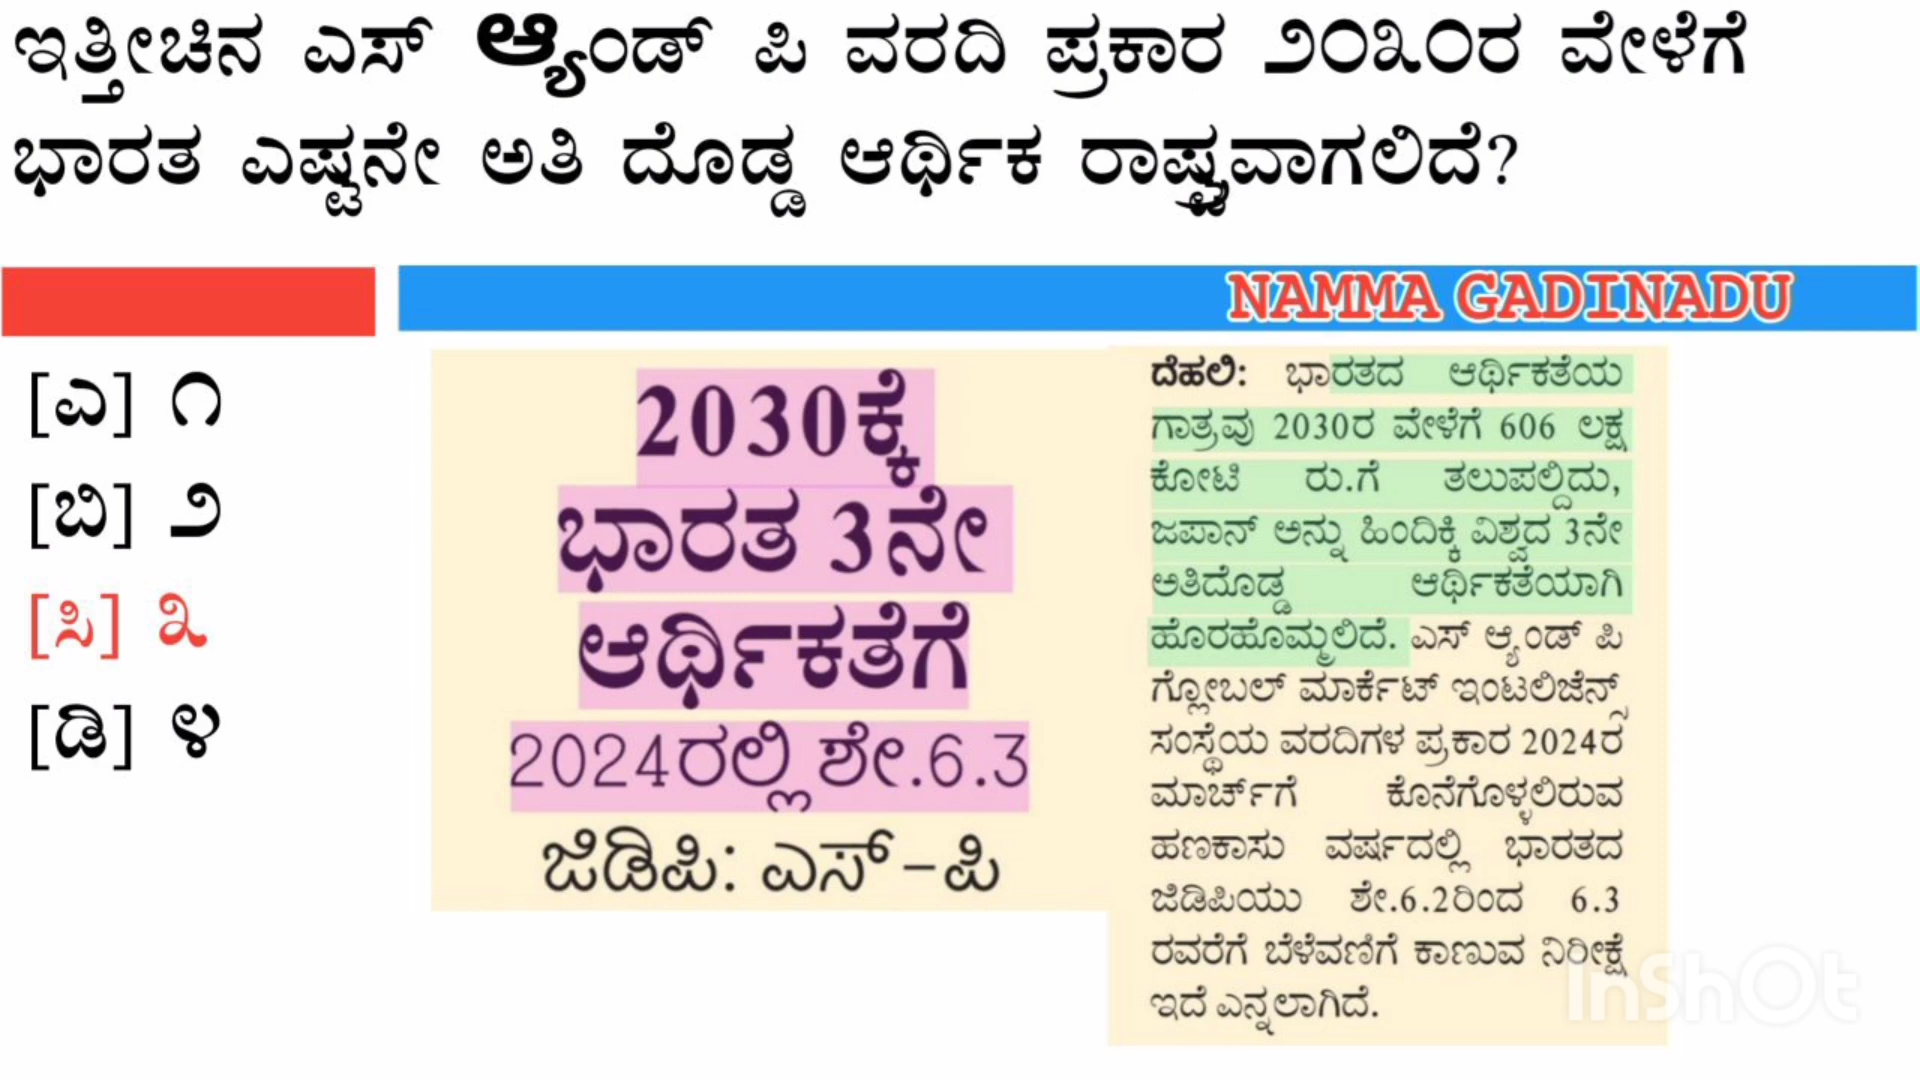 ಇತ್ತೀಚಿನ ಎಸ್ ಆ್ಯಂಡ್ ಪಿ ವರದಿ ಪ್ರಕಾರ ೨೦೩೦ರ ವೇಳೆಗೆ
ಭಾರತ ಎಷ್ಟನೇ ಅತಿ ದೊಡ್ಡ ಆರ್ಥಿಕ ರಾಷ್ಟ್ರವಾಗಲಿದೆ?
NAMMA GADINADU
[ಎ] ೧
[ಬಿ] ೨
[ಸಿ] ೩
[ಡಿ] ೪
2030ಕ್ಕೆ
ಭಾರತ 3ನೇ
ಆರ್ಥಿಕತೆಗೆ
2024ರಲ್ಲಿ ಶೇ.6.3
ಜಿಡಿಪಿ: ಎಸ್-ಪಿ
ದೆಹಲಿ: ಭಾರತದ ಆರ್ಥಿಕತೆಯ
ಗಾತ್ರವು 2030ರ ವೇಳೆಗೆ 606 ಲಕ್ಷ
ಕೋಟಿ ರು.ಗೆ ತಲುಪಲ್ದಿದು,
ಜಪಾನ್ ಅನ್ನು ಹಿಂದಿಕ್ಕಿ ವಿಶ್ವದ 3ನೇ
ಅತಿದೊಡ್ಡ ಆರ್ಥಿಕತೆಯಾಗಿ
ಹೊರಹೊಮ್ಮಲಿದೆ. ಎಸ್ ಆ್ಯಂಡ್ ಪಿ
ಗ್ಲೋಬಲ್ ಮಾರ್ಕೆಟ್ ಇಂಟಲಿಜೆನ್ಸ್
ಸಂಸ್ಥೆಯ ವರದಿಗಳ ಪ್ರಕಾರ 2024ರ
ಮಾರ್ಚ್‌ಗೆ ಕೊನೆಗೊಳ್ಳಲಿರುವ
ಹಣಕಾಸು ವರ್ಷದಲ್ಲಿ ಭಾರತದ
ಜಿಡಿಪಿಯು ಶೇ.6.2ರಿಂದ 6.3
ರವರೆಗೆ ಬೆಳೆವಣಿಗೆ ಕಾಣುವ ನಿರೀಕ್ಷೆ
ಇದೆ ಎನ್ನಲಾಗಿದೆ.
InShOt